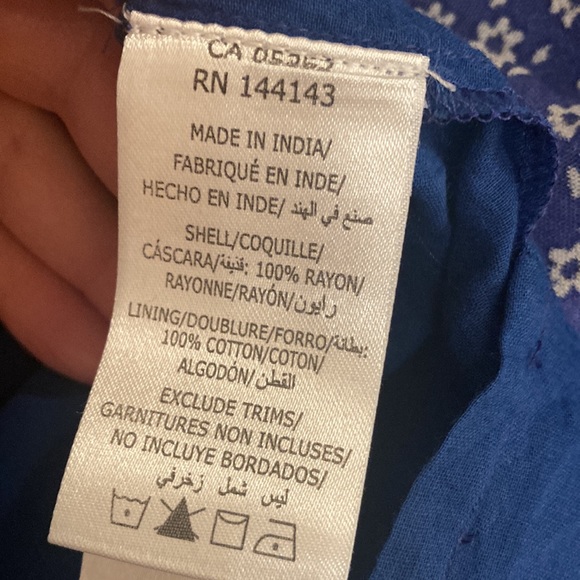 RN 144143
MADE IN INDIA/
FABRIQUÉ EN INDE/
HECHO EN INDE/ صنع في الهند
SHELL/COQUILLE/
CÁSCARA/قذيفة: 100% RAYON/
RAYONNE/RAYÓN/رايون
LINING/DOUBLURE/FORRO/بطانة:
100% COTTON/COTON/
ALGODÓN/القطن
EXCLUDE TRIMS/
GARNITURES NON INCLUSES/
NO INCLUYE BORDADOS/
ليس شمل زخرفي